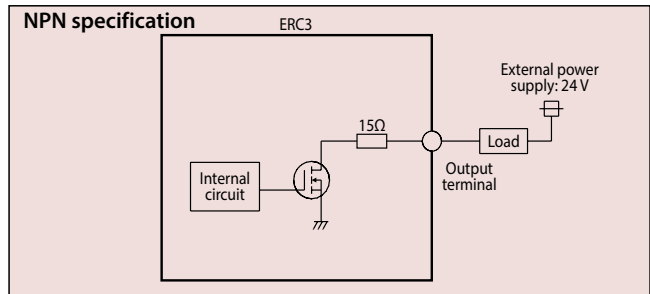 NPN specification
ERC3
External power
supply: 24 V
15Ω
Load
Output
terminal
Internal
circuit